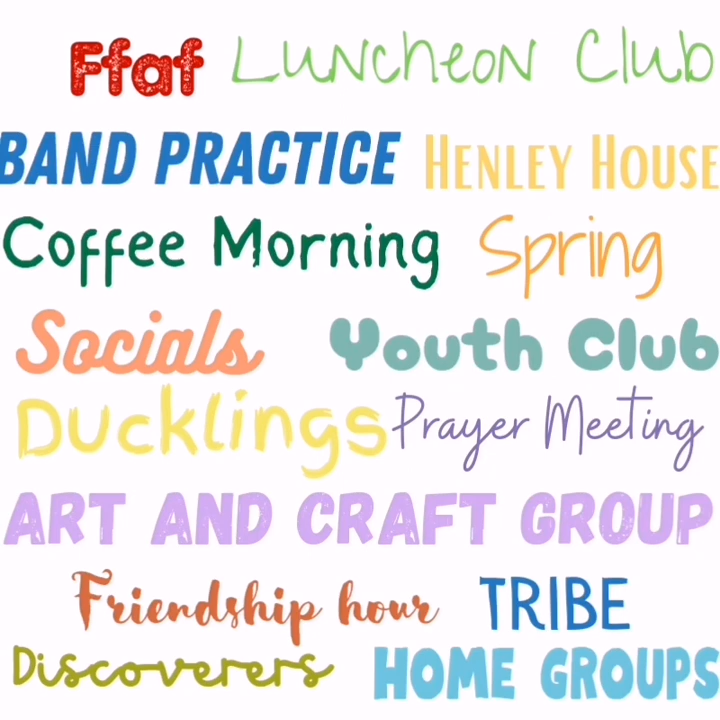 Ffaf Luncheon Club
BAND PRACTICE HENLEY HOUSE
Coffee Morning Spring
Socials Youth Club
Ducklings Prayer Meeting
ART AND CRAFT GROUP
Friendship hour TRIBE
Discoverers HOME GROUPS